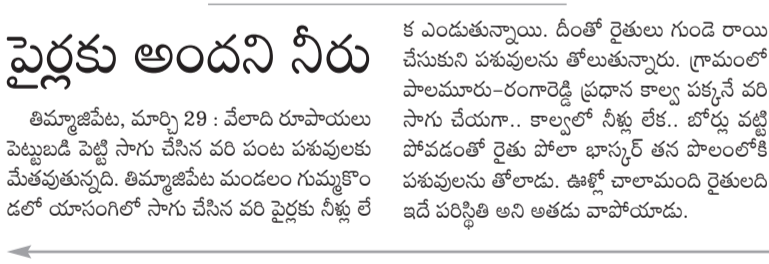 పైర్లకు అందని నీరు
తిమ్మాజిపేట, మార్చి 29 : వేలాది రూపాయలు
పెట్టుబడి పెట్టి సాగు చేసిన వరి పంట పశువులకు
మేతవుతున్నది. తిమ్మాజిపేట మండలం గుమ్మకొం
డలో యాసంగిలో సాగు చేసిన వరి పైర్లకు నీళ్లు లే
క ఎండుతున్నాయి. దీంతో రైతులు గుండె రాయి
చేసుకుని పశువులను తోలుతున్నారు. గ్రామంలో
పాలమూరు-రంగారెడ్డి ప్రధాన కాల్వ పక్కనే వరి
సాగు చేయగా.. కాల్వలో నీళ్లు లేక.. బోర్లు వట్టి
పోవడంతో రైతు పోలా భాస్కర్ తన పొలంలోకి
పశువులను తోలాడు. ఊళ్లో చాలామంది రైతులది
ఇదే పరిస్థితి అని అతడు వాపోయాడు.